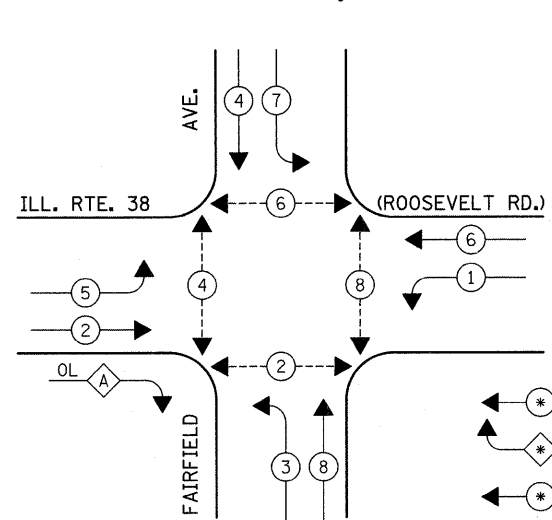 AVE.
4
7
ILL. RTE. 38
6
(ROOSEVELT RD.)
6
5
4
8
1
2
OL
A
2
*
*
FAIRFIELD
3
8
*